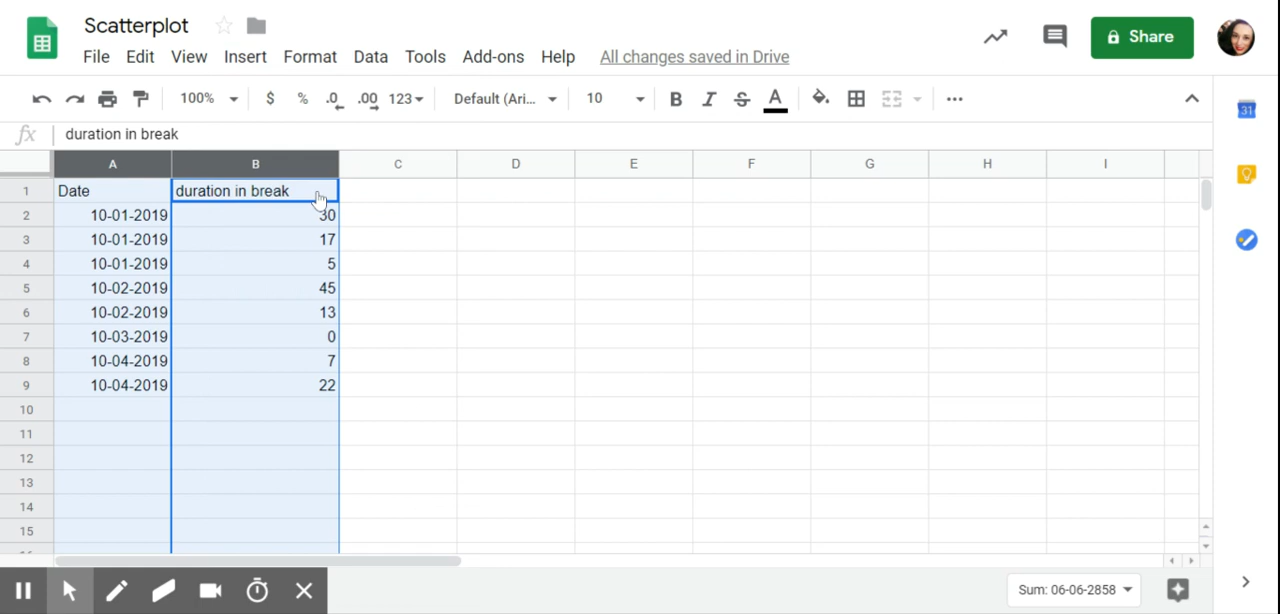 Scatterplot
File Edit View Insert Format Data Tools Add-ons Help All changes saved in Drive
Share
100% $ % .0 .00 123 Default (Ari... 10 B I S A ...
fx duration in break
A B C D E F G H I
1 Date duration in break
2 10-01-2019 30
3 10-01-2019 17
4 10-01-2019 5
5 10-02-2019 45
6 10-02-2019 13
7 10-03-2019 0
8 10-04-2019 7
9 10-04-2019 22
10
11
12
13
14
15
31
Sum: 06-06-2858